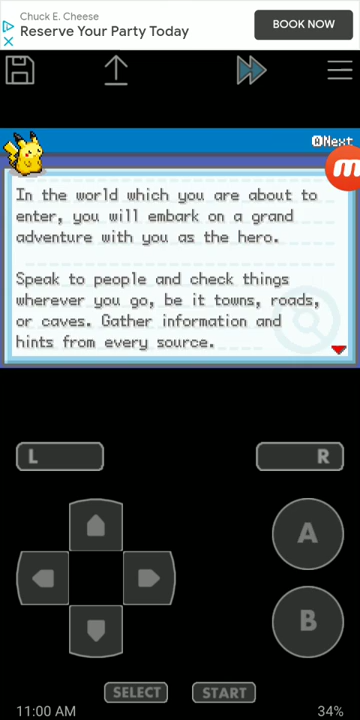 Chuck E. Cheese
Reserve Your Party Today
BOOK NOW
A Next
In the world which you are about to
enter, you will embark on a grand
adventure with you as the hero.
Speak to people and check things
wherever you go, be it towns, roads,
or caves. Gather information and
hints from every source.
L
R
A
B
SELECT
START
11:00 AM
34%